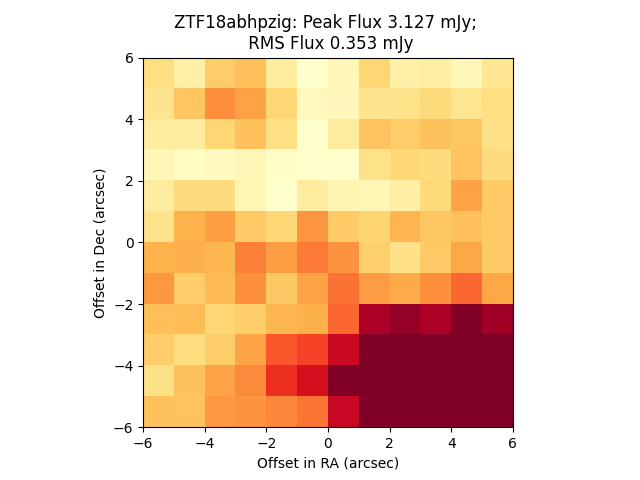 ZTF18abhpzig: Peak Flux 3.127 mJy;
RMS Flux 0.353 mJy
6
4
2
0
−2
−4
−6
Offset in Dec (arcsec)
−6 −4 −2 0 2 4 6
Offset in RA (arcsec)